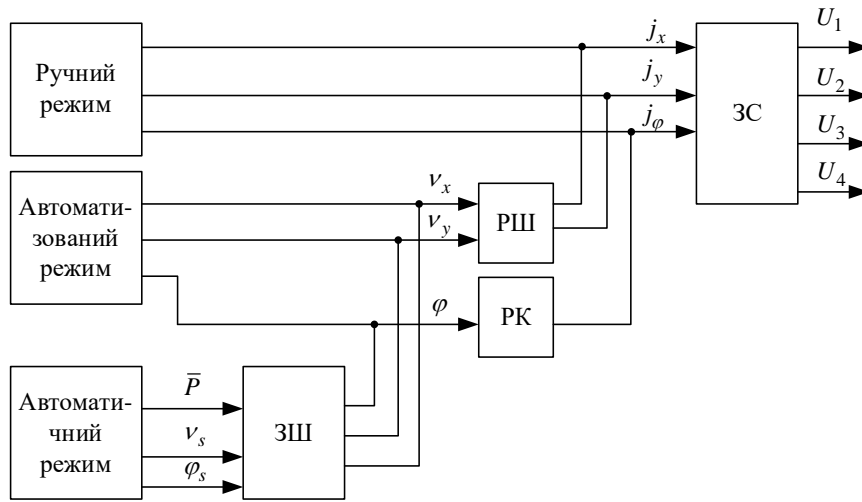 Ручний
режим
j_x
j_y
j_φ
ЗС
U_1
U_2
U_3
U_4
Автомати-
зований
режим
ν_x
ν_y
φ
РШ
РК
Автомати-
чний
режим
P̅
ν_s
φ_s
ЗШ